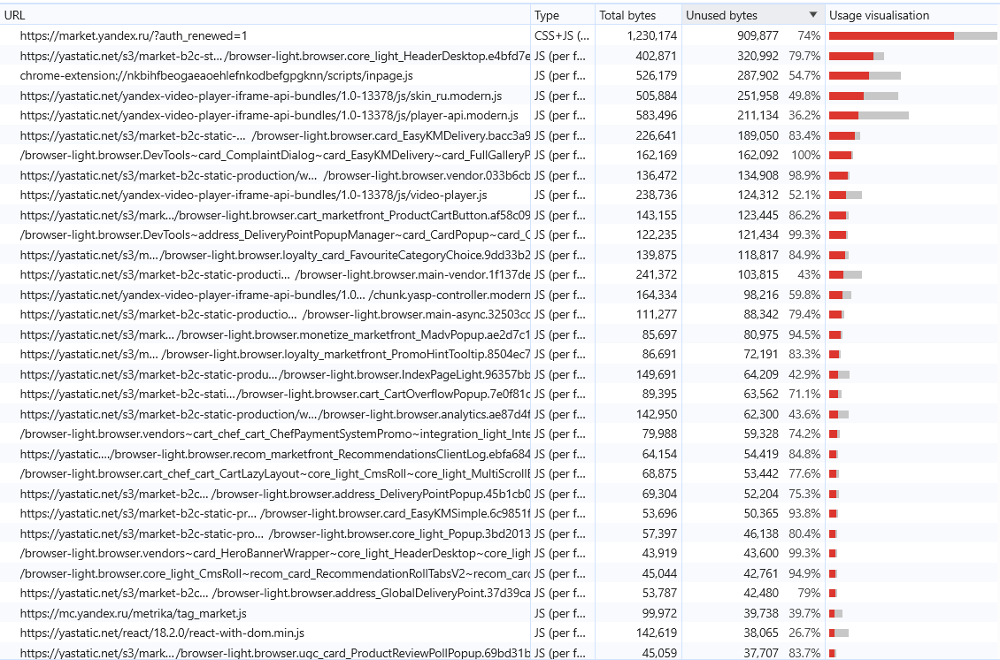 URL Type Total bytes Unused bytes Usage visualisation
https://market.yandex.ru/?auth_renewed=1 CSS+JS (... 1,230,174 909,877 74%
https://yastatic.net/s3/market-b2c-st.../browser-light.browser.core_light_HeaderDesktop.e4bfd7e JS (per f... 402,871 320,992 79.7%
chrome-extension://nkbihfbeogaeaoehlefnkodbefgpgknn/scripts/inpage.js JS (per f... 526,179 287,902 54.7%
https://yastatic.net/yandex-video-player-iframe-api-bundles/1.0-13378/js/skin_ru.modern.js JS (per f... 505,884 251,958 49.8%
https://yastatic.net/yandex-video-player-iframe-api-bundles/1.0-13378/js/player-api.modern.js JS (per f... 583,496 211,134 36.2%
https://yastatic.net/s3/market-b2c-static-... /browser-light.browser.card_EasyKMDelivery.bacc3a9 JS (per f... 226,641 189,050 83.4%
/browser-light.browser.DevTools~card_ComplaintDialog~card_EasyKMDelivery~card_FullGalleryP JS (per f... 162,169 162,092 100%
https://yastatic.net/s3/market-b2c-static-production/w... /browser-light.browser.vendor.033b6cb JS (per f... 136,472 134,908 98.9%
https://yastatic.net/yandex-video-player-iframe-api-bundles/1.0-13378/js/video-player.js JS (per f... 238,736 124,312 52.1%
https://yastatic.net/s3/mark.../browser-light.browser.cart_marketfront_ProductCartButton.af58c09 JS (per f... 143,155 123,445 86.2%
/browser-light.browser.DevTools~address_DeliveryPointPopupManager~card_CardPopup~card_C JS (per f... 122,235 121,434 99.3%
https://yastatic.net/s3/m... /browser-light.browser.loyalty_card_FavouriteCategoryChoice.9dd33b2 JS (per f... 139,875 118,817 84.9%
https://yastatic.net/s3/market-b2c-static-producti... /browser-light.browser.main-vendor.1f137de JS (per f... 241,372 103,815 43%
https://yastatic.net/yandex-video-player-iframe-api-bundles/1.0... /chunk.yasp-controller.modern JS (per f... 164,334 98,216 59.8%
https://yastatic.net/s3/market-b2c-static-productio... /browser-light.browser.main-async.32503cc JS (per f... 111,277 88,342 79.4%
https://yastatic.net/s3/mark... /browser-light.browser.monetize_marketfront_MadvPopup.ae2d7c1 JS (per f... 85,697 80,975 94.5%
https://yastatic.net/s3/m... /browser-light.browser.loyalty_marketfront_PromoHintTooltip.8504ec7 JS (per f... 86,691 72,191 83.3%
https://yastatic.net/s3/market-b2c-static-produ.../browser-light.browser.IndexPageLight.96357bb JS (per f... 149,691 64,209 42.9%
https://yastatic.net/s3/market-b2c-stati... /browser-light.browser.cart_CartOverflowPopup.7e0f81c JS (per f... 89,395 63,562 71.1%
https://yastatic.net/s3/market-b2c-static-production/w.../browser-light.browser.analytics.ae87d4f JS (per f... 142,950 62,300 43.6%
/browser-light.browser.vendors~cart_chef_cart_ChefPaymentSystemPromo~integration_light_Inte JS (per f... 79,988 59,328 74.2%
https://yastatic..../browser-light.browser.recom_marketfront_RecommendationsClientLog.ebfa684 JS (per f... 64,154 54,419 84.8%
/browser-light.browser.cart_chef_cart_CartLazyLayout~core_light_CmsRoll~core_light_MultiScrollE JS (per f... 68,875 53,442 77.6%
https://yastatic.net/s3/market-b2c... /browser-light.browser.address_DeliveryPointPopup.45b1cb0 JS (per f... 69,304 52,204 75.3%
https://yastatic.net/s3/market-b2c-static-pr... /browser-light.browser.card_EasyKMSimple.6c9851f JS (per f... 53,696 50,365 93.8%
https://yastatic.net/s3/market-b2c-static-pro... /browser-light.browser.core_light_Popup.3bd2013 JS (per f... 57,397 46,138 80.4%
/browser-light.browser.vendors~card_HeroBannerWrapper~core_light_HeaderDesktop~core_ligh JS (per f... 43,919 43,600 99.3%
/browser-light.browser.core_light_CmsRoll~recom_card_RecommendationRollTabsV2~recom_carc JS (per f... 45,044 42,761 94.9%
https://yastatic.net/s3/market-b2c... /browser-light.browser.address_GlobalDeliveryPoint.37d39ca JS (per f... 53,787 42,480 79%
https://mc.yandex.ru/metrika/tag_market.js JS (per f... 99,972 39,738 39.7%
https://yastatic.net/react/18.2.0/react-with-dom.min.js JS (per f... 142,619 38,065 26.7%
https://yastatic.net/s3/mark... /browser-light.browser.ugc_card_ProductReviewPollPopup.69bd31b JS (per f... 45,059 37,707 83.7%